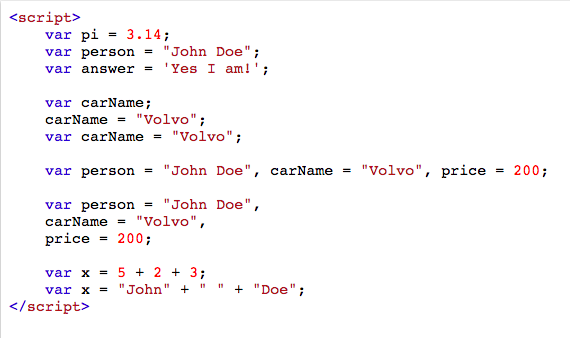 <script>
var pi = 3.14;
var person = "John Doe";
var answer = 'Yes I am!';
var carName;
carName = "Volvo";
var carName = "Volvo";
var person = "John Doe", carName = "Volvo", price = 200;
var person = "John Doe",
carName = "Volvo",
price = 200;
var x = 5 + 2 + 3;
var x = "John" + " " + "Doe";
</script>